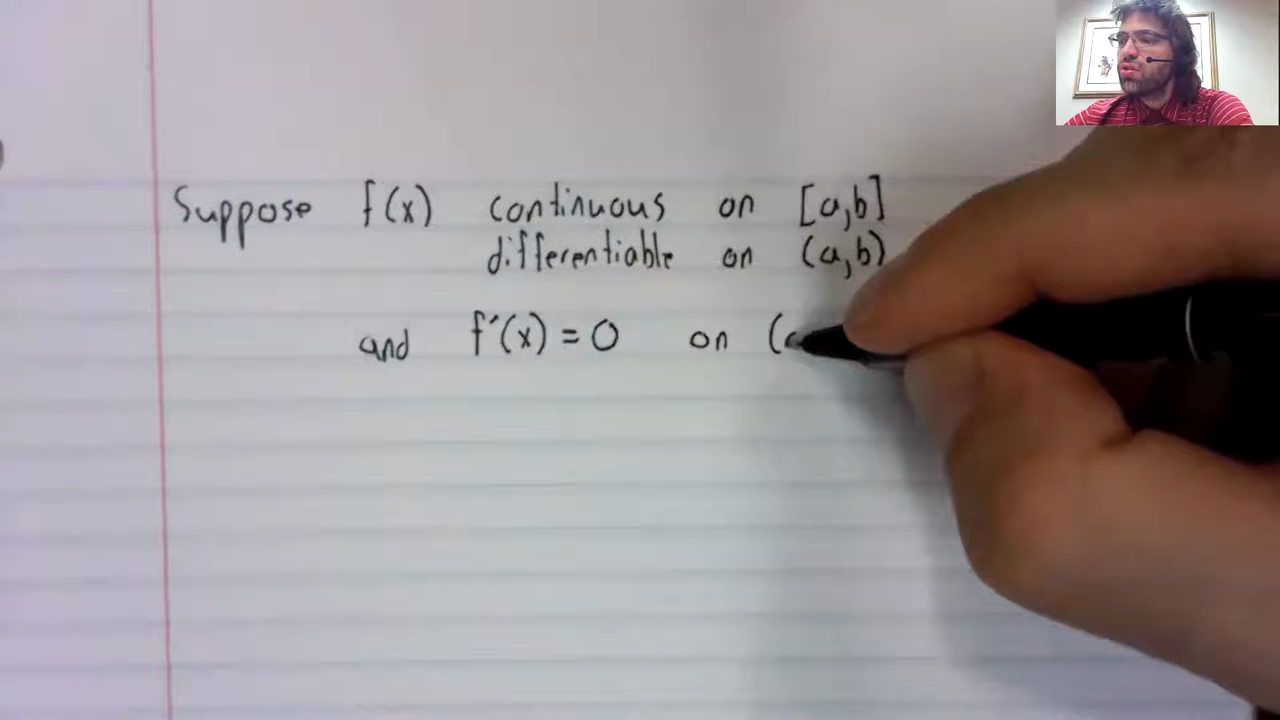 Suppose f(x) continuous on [a,b]
differentiable on (a,b)
and f'(x) = 0 on (